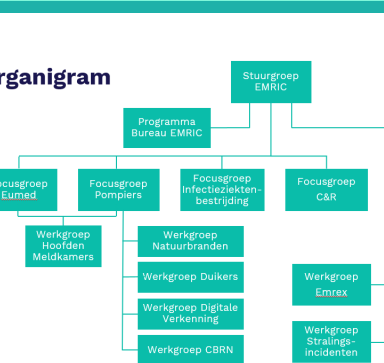 rganigram
Stuurgroep
EMRIC
Programma
Bureau EMRIC
ocusgroep
Eumed
Focusgroep
Pompiers
Focusgroep
Infectieziekten-
bestrijding
Focusgroep
C&R
Werkgroep
Hoofden
Meldkamers
Werkgroep
Natuurbranden
Werkgroep Duikers
Werkgroep Digitale
Verkenning
Werkgroep CBRN
Werkgroep
Emrex
Werkgroep
Stralings-
incidenten